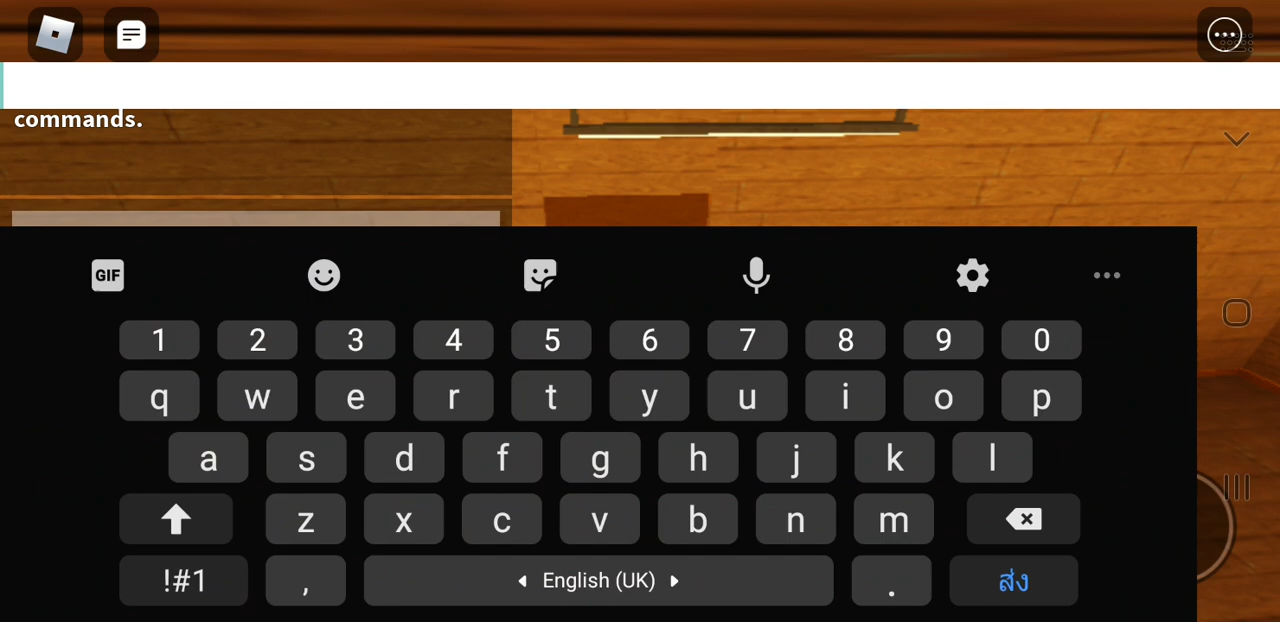 commands.
GIF
1 2 3 4 5 6 7 8 9 0
q w e r t y u i o p
a s d f g h j k l
z x c v b n m
!#1 , English (UK) . ส่ง